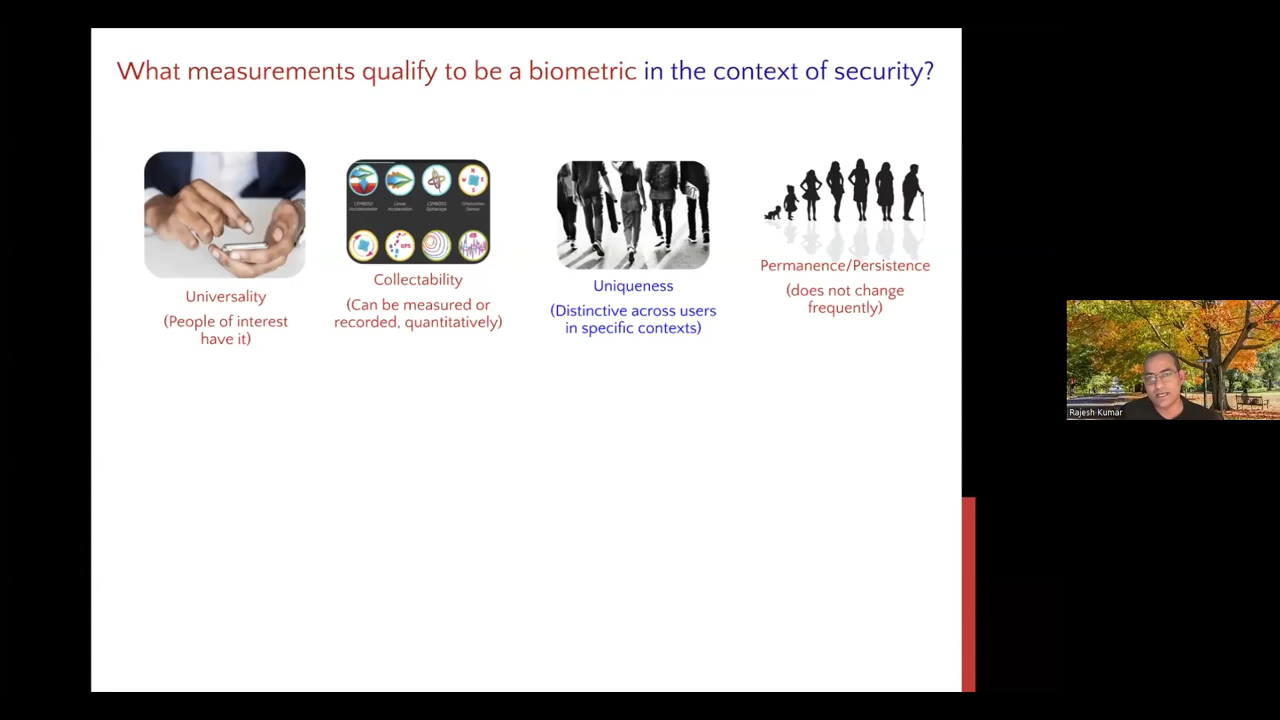 What measurements qualify to be a biometric in the context of security?
Universality
(People of interest
have it)
Collectability
(Can be measured or
recorded, quantitatively)
Uniqueness
(Distinctive across users
in specific contexts)
Permanence/Persistence
(does not change
frequently)
GPS
Rajesh Kumar